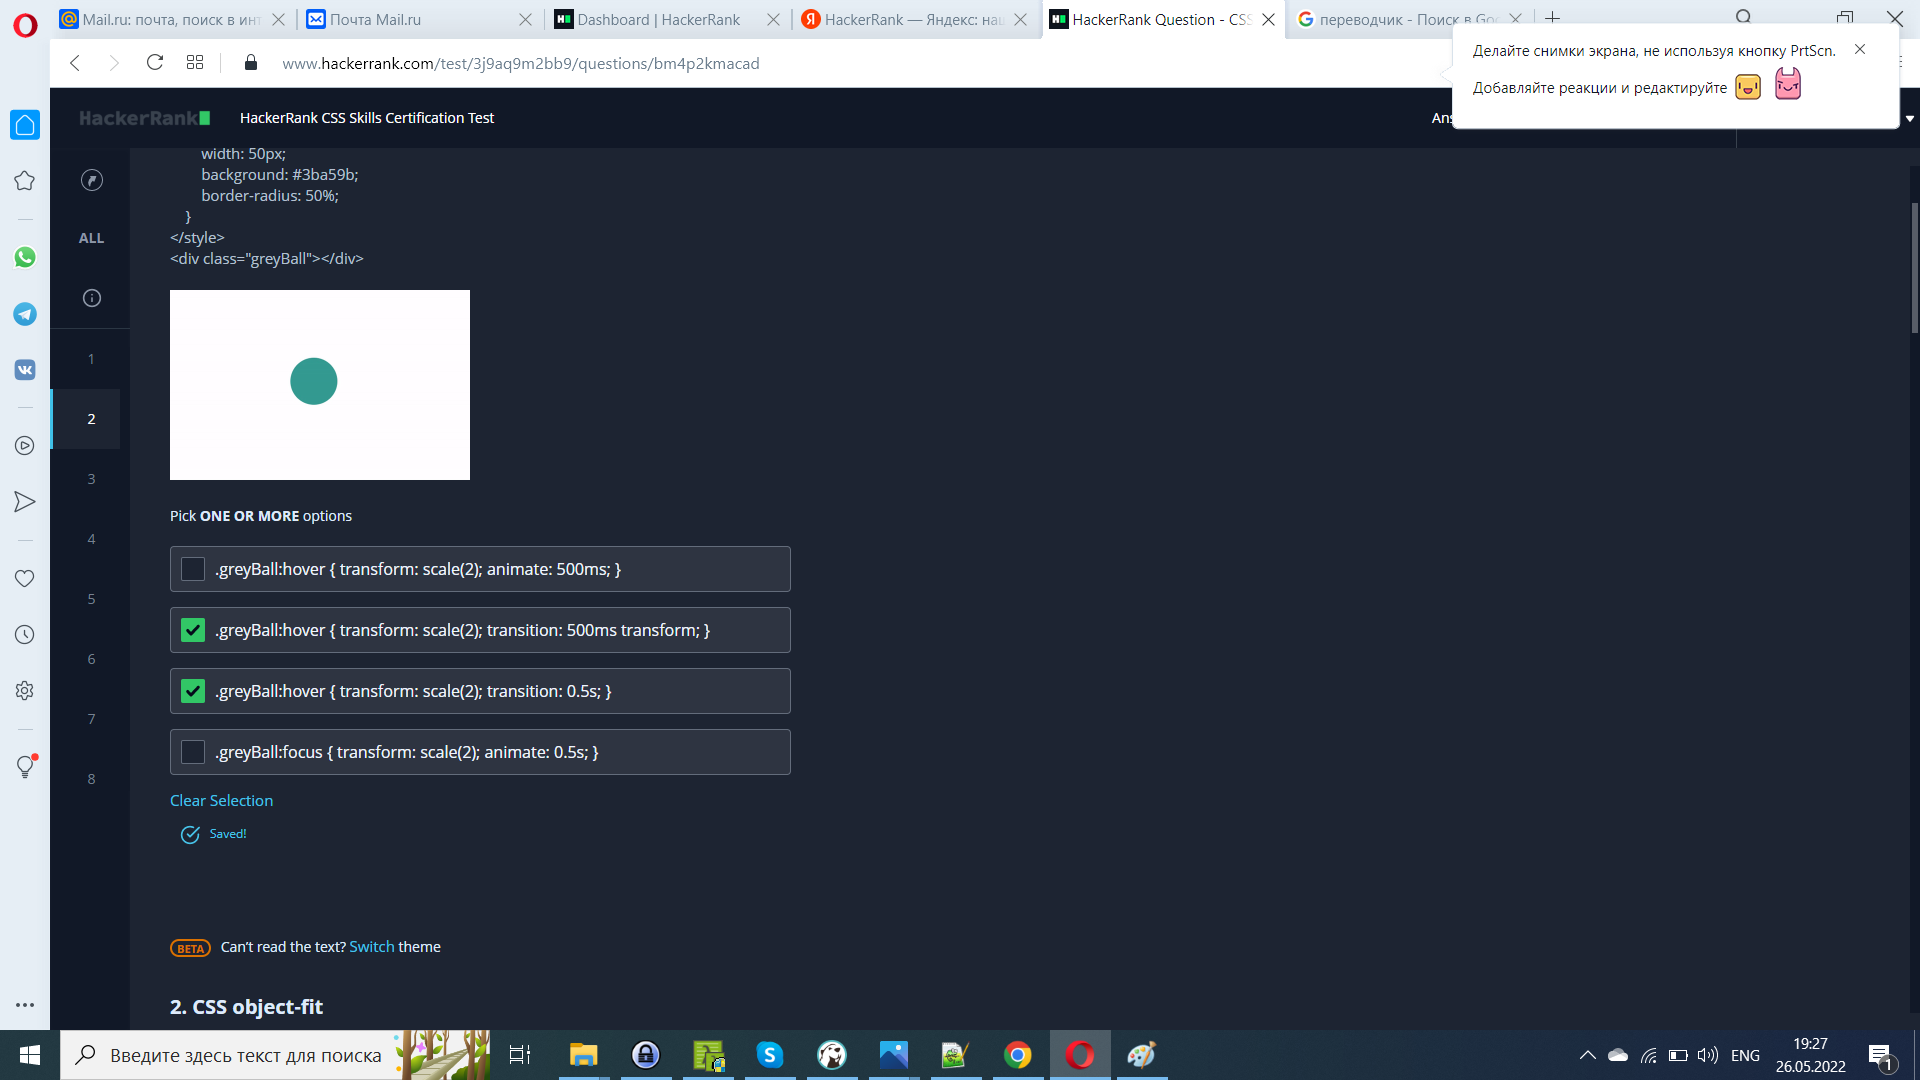 Mail.ru: почта, поиск в инт
Почта Mail.ru
Dashboard | HackerRank
HackerRank — Яндекс: наш
HackerRank Question - CSS
переводчик - Поиск в Goo
www.hackerrank.com/test/3j9aq9m2bb9/questions/bm4p2kmacad
Делайте снимки экрана, не используя кнопку PrtScn.
Добавляйте реакции и редактируйте
HackerRank
HackerRank CSS Skills Certification Test
Ans
width: 50px;
background: #3ba59b;
border-radius: 50%;
}
</style>
<div class="greyBall"></div>
ALL
1
2
3
4
5
6
7
8
Pick ONE OR MORE options
.greyBall:hover { transform: scale(2); animate: 500ms; }
.greyBall:hover { transform: scale(2); transition: 500ms transform; }
.greyBall:hover { transform: scale(2); transition: 0.5s; }
.greyBall:focus { transform: scale(2); animate: 0.5s; }
Clear Selection
Saved!
BETA Can't read the text? Switch theme
2. CSS object-fit
Введите здесь текст для поиска
ENG
19:27
26.05.2022
1